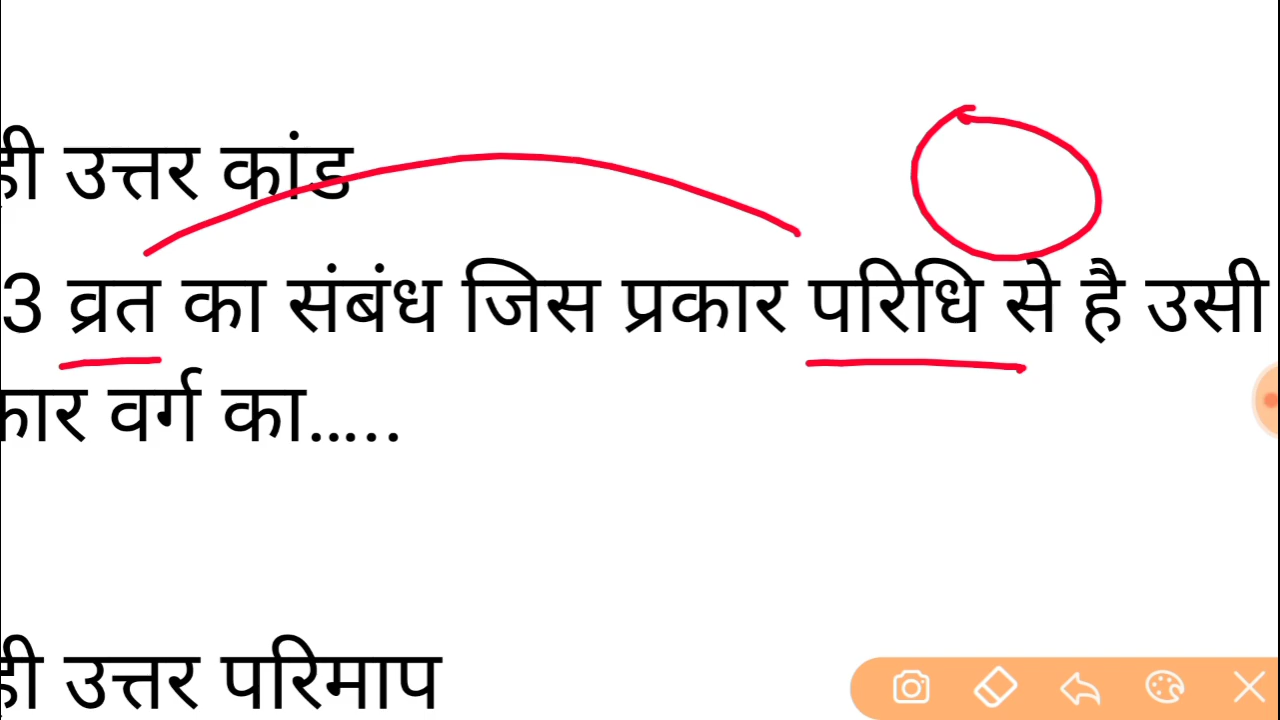 ही उत्तर कांड
3 व्रत का संबंध जिस प्रकार परिधि से है उसी
कार वर्ग का.....
ही उत्तर परिमाप